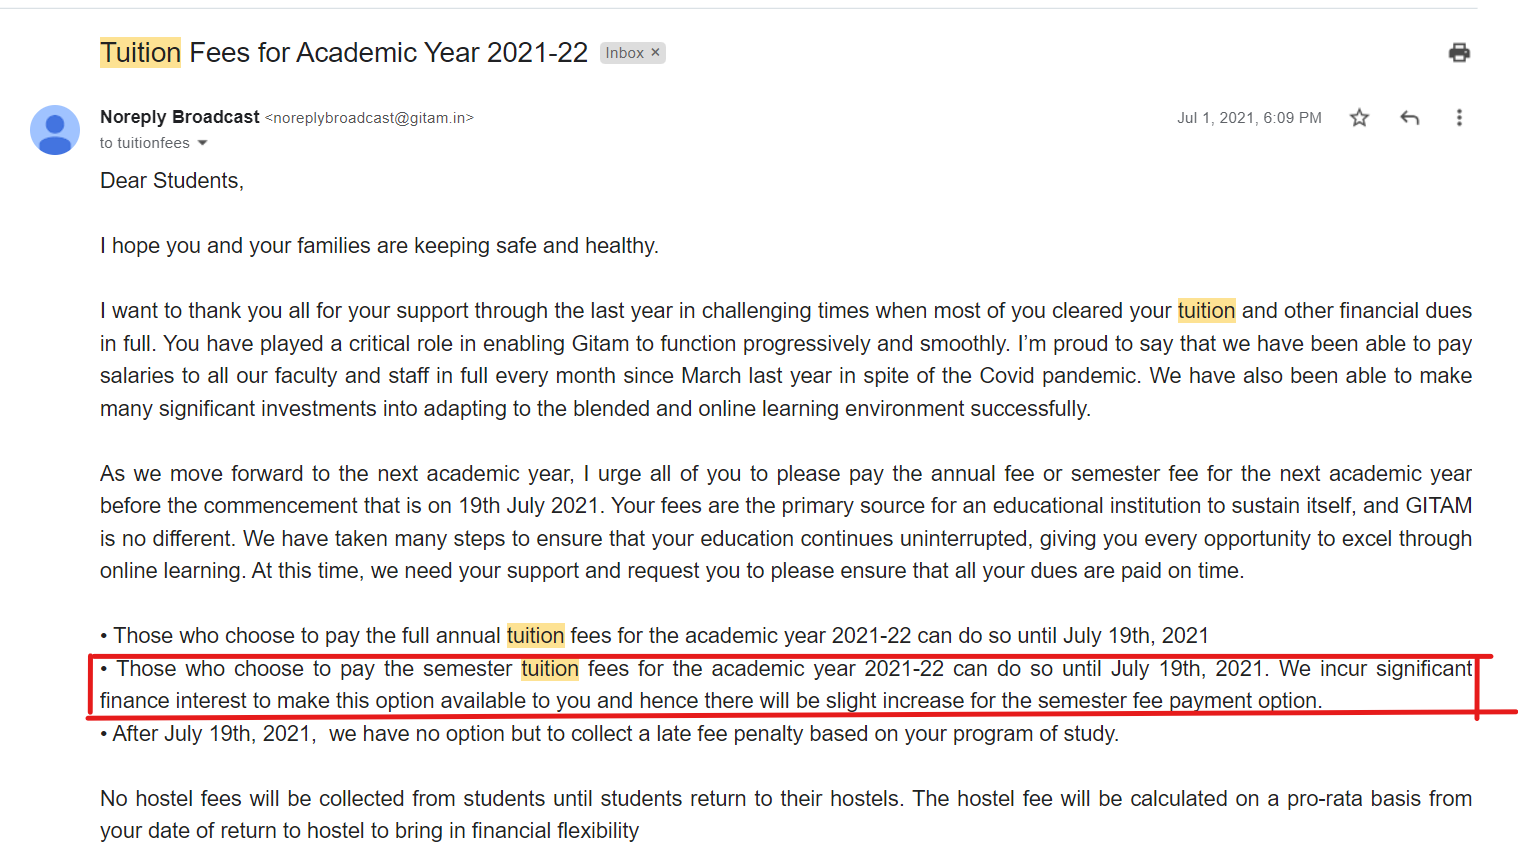 Tuition Fees for Academic Year 2021-22 Inbox ×
Noreply Broadcast <noreplybroadcast@gitam.in> Jul 1, 2021, 6:09 PM
to tuitionfees
Dear Students,
I hope you and your families are keeping safe and healthy.
I want to thank you all for your support through the last year in challenging times when most of you cleared your tuition and other financial dues
in full. You have played a critical role in enabling Gitam to function progressively and smoothly. I’m proud to say that we have been able to pay
salaries to all our faculty and staff in full every month since March last year in spite of the Covid pandemic. We have also been able to make
many significant investments into adapting to the blended and online learning environment successfully.
As we move forward to the next academic year, I urge all of you to please pay the annual fee or semester fee for the next academic year
before the commencement that is on 19th July 2021. Your fees are the primary source for an educational institution to sustain itself, and GITAM
is no different. We have taken many steps to ensure that your education continues uninterrupted, giving you every opportunity to excel through
online learning. At this time, we need your support and request you to please ensure that all your dues are paid on time.
• Those who choose to pay the full annual tuition fees for the academic year 2021-22 can do so until July 19th, 2021
• Those who choose to pay the semester tuition fees for the academic year 2021-22 can do so until July 19th, 2021. We incur significant
finance interest to make this option available to you and hence there will be slight increase for the semester fee payment option.
• After July 19th, 2021, we have no option but to collect a late fee penalty based on your program of study.
No hostel fees will be collected from students until students return to their hostels. The hostel fee will be calculated on a pro-rata basis from
your date of return to hostel to bring in financial flexibility